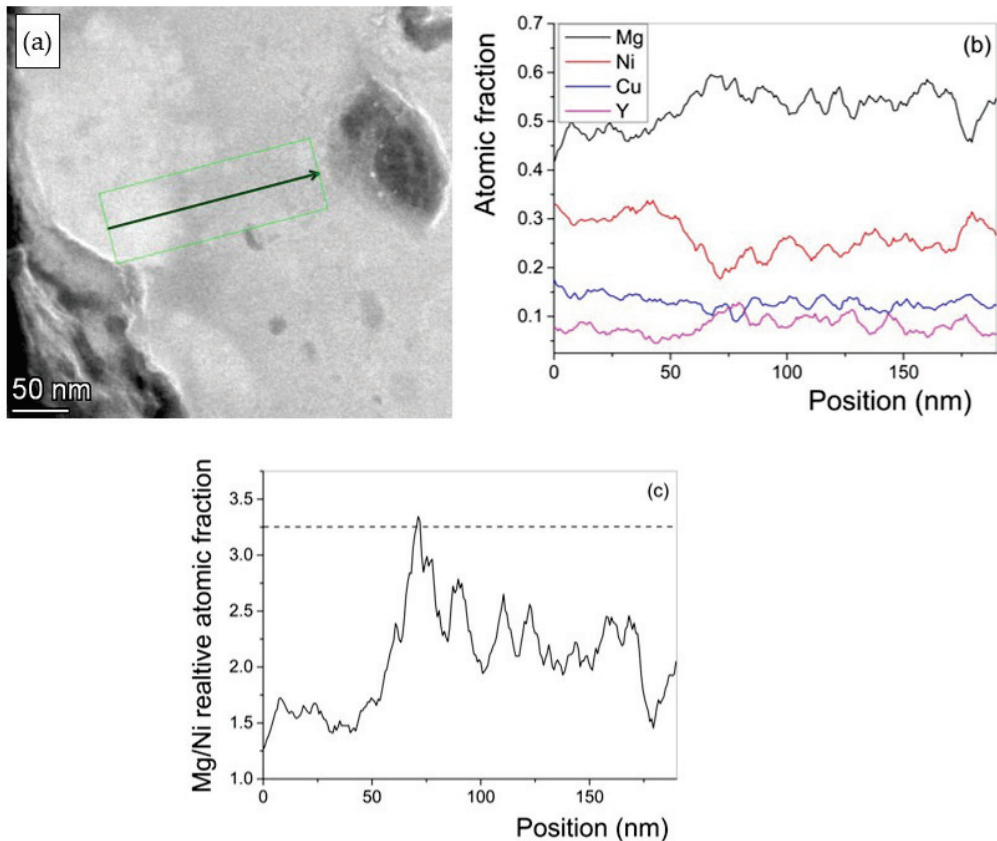 (a)
50 nm
(b)
Mg
Ni
Cu
Y
Atomic fraction
0.7
0.6
0.5
0.4
0.3
0.2
0.1
0 50 100 150
Position (nm)
(c)
Mg/Ni realtive atomic fraction
3.5
3.0
2.5
2.0
1.5
1.0
0 50 100 150
Position (nm)